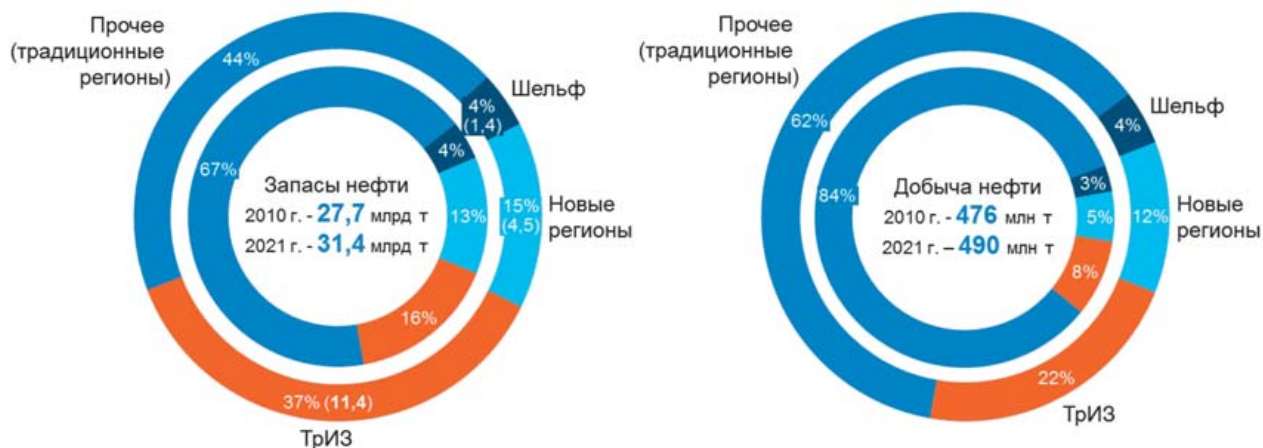 Прочее
(традиционные
регионы)
44%
Шельф
4%
(1,4)
4%
67%
Запасы нефти
2010 г. - 27,7 млрд т
2021 г. - 31,4 млрд т
13%
15%
(4,5)
Новые
регионы
16%
37% (11,4)
ТрИЗ
Прочее
(традиционные
регионы)
62%
Шельф
4%
3%
84%
Добыча нефти
2010 г. - 476 млн т
2021 г. – 490 млн т
5%
12%
Новые
регионы
8%
22%
ТрИЗ